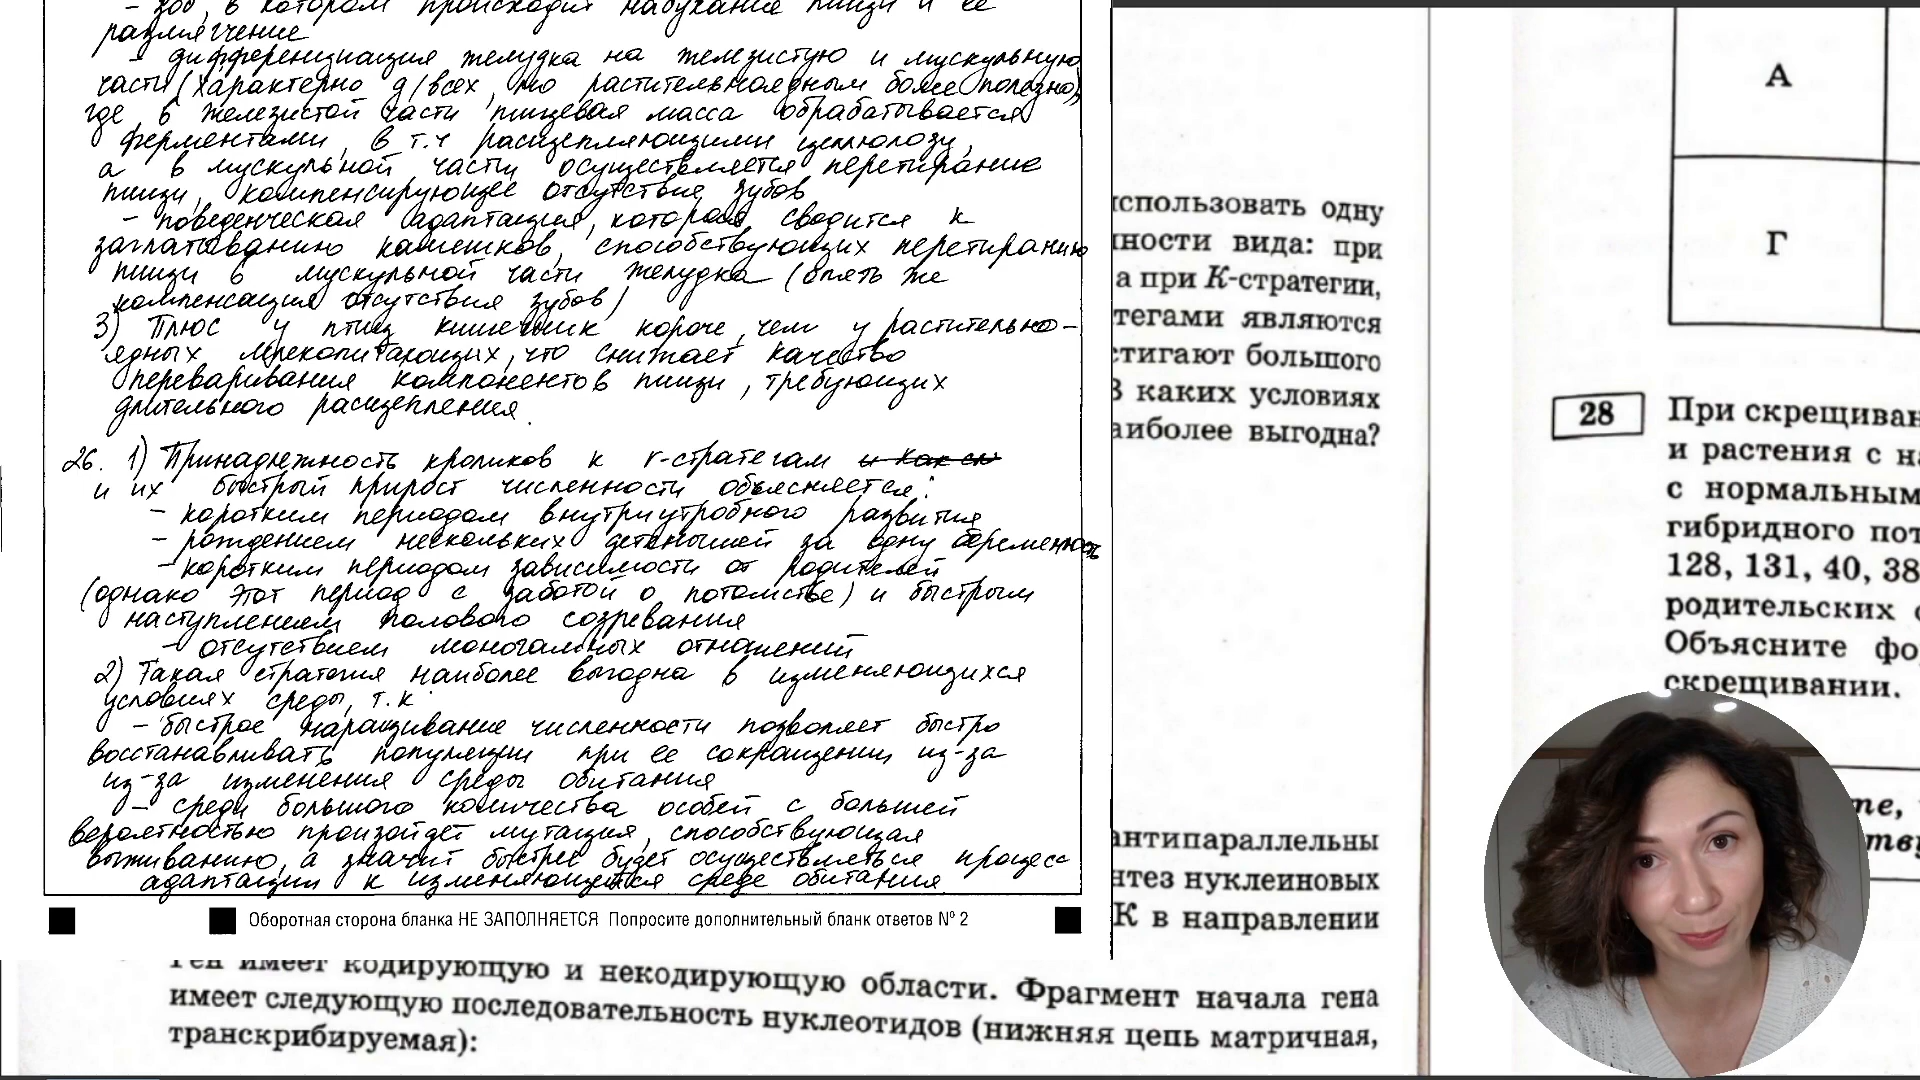 - зоб, в котором происходит набухание пищи и ее
размягчение
- дифференциация желудка на железистую и мускульную
части (характерно д/всех, но растительноядным более полезно),
где в железистой части пищевая масса обрабатывается
ферментами, в т.ч расщепляющими целлюлозу,
а в мускульной части осуществляется перетирание
пищи, компенсирующее отсутствие зубов
- поведенческая адаптация, которая сводится к
заглатыванию камешков, способствующих перетиранию
пищи в мускульной части желудка (опять же
компенсация отсутствия зубов)
3) Плюс у птиц кишечник короче, чем у растительно-
ядных млекопитающих, что снижает качество
переваривания компонентов пищи, требующих
длительного расщепления.
26. 1) Принадлежность кроликов к r-стратегам
и их быстрый прирост численности объясняется:
- коротким периодом внутриутробного развития
- рождением нескольких детенышей за одну беременность
- коротким периодом зависимости от родителей
(однако этот период с заботой о потомстве) и быстрым
наступлением полового созревания
- отсутствием моногамных отношений
2) Такая стратегия наиболее выгодна в изменяющихся
условиях среды, т.к
- быстрое наращивание численности позволяет быстро
восстанавливать популяции при ее сокращении из-за
из-за изменения среды обитания
- среди большого количества особей с большей
вероятностью произойдет мутация, способствующая
выживанию, а значит быстрее будет осуществляться процесс
адаптации к изменяющейся среде обитания
Оборотная сторона бланка НЕ ЗАПОЛНЯЕТСЯ Попросите дополнительный бланк ответов № 2
использовать одну
ности вида: при
а при К-стратегии,
тегами являются
стигают большого
В каких условиях
аиболее выгодна?
антипараллельны
нтез нуклеиновых
К в направлении
Ген имеет кодирующую и некодирующую области. Фрагмент начала гена
имеет следующую последовательность нуклеотидов (нижняя цепь матричная,
транскрибируемая):
А
Г
28 При скрещиван
и растения с на
с нормальным
гибридного пот
128, 131, 40, 38
родительских с
Объясните фо
скрещивании.
те,
тву